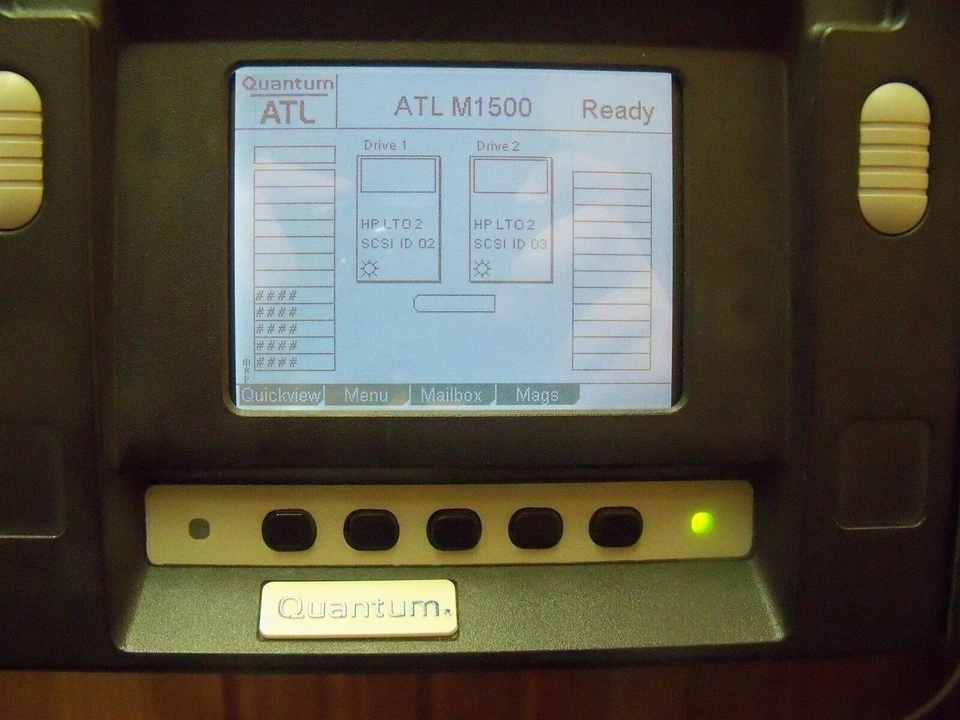 Quantum
ATL
ATL M1500
Ready
Drive 1
Drive 2
HP LTO 2
SCSI ID 02
HP LTO 2
SCSI ID 03
####
####
####
####
####
MAP
Quickview
Menu
Mailbox
Mags
Quantum